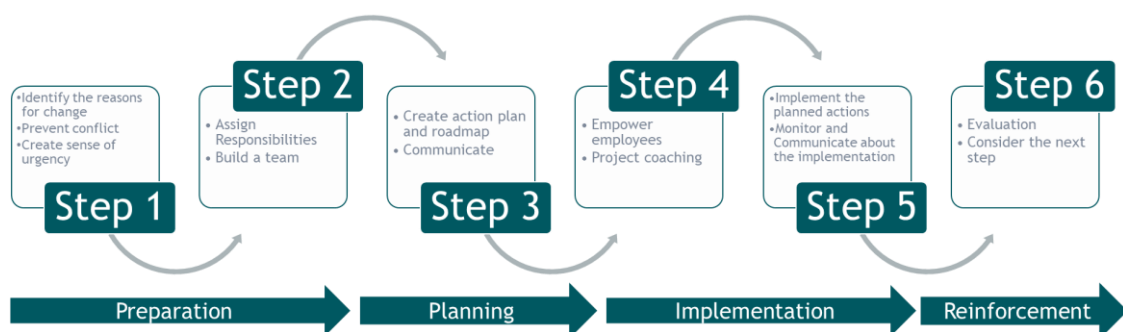 •Identify the reasons
for change
•Prevent conflict
•Create sense of
urgency
Step 1
Step 2
• Assign
Responsibilities
• Build a team
• Create action plan
and roadmap
• Communicate
Step 3
Step 4
• Empower
employees
• Project coaching
•Implement the
planned actions
•Monitor and
Communicate about
the implementation
Step 5
Step 6
• Evaluation
• Consider the next
step
Preparation
Planning
Implementation
Reinforcement